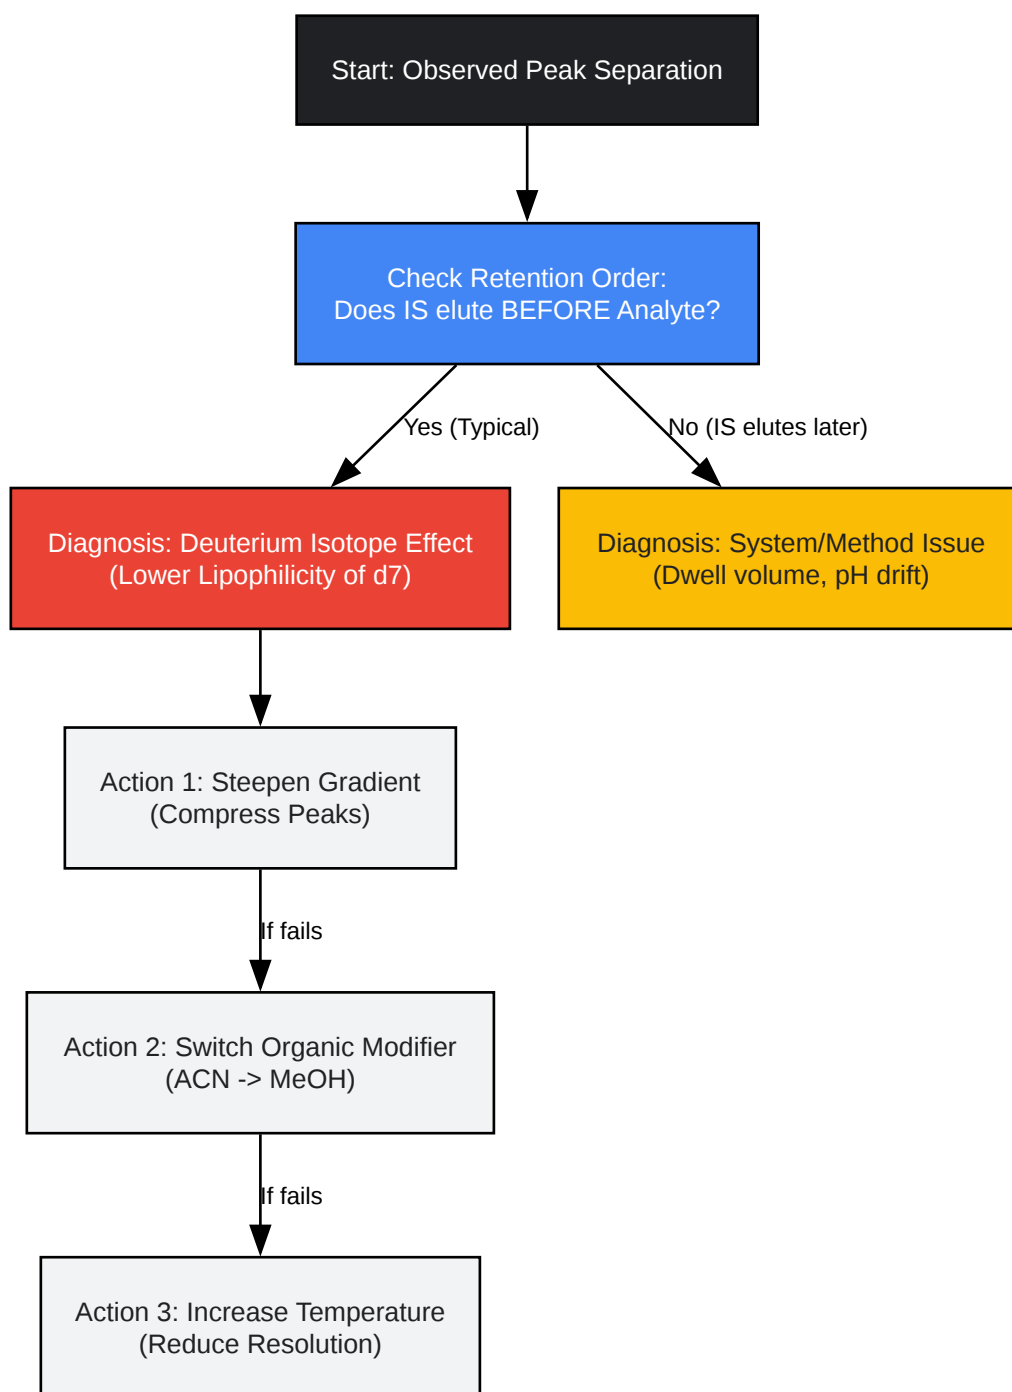 Start: Observed Peak Separation
Check Retention Order:
Does IS elute BEFORE Analyte?
Yes (Typical)
No (IS elutes later)
Diagnosis: Deuterium Isotope Effect
(Lower Lipophilicity of d7)
Diagnosis: System/Method Issue
(Dwell volume, pH drift)
Action 1: Steepen Gradient
(Compress Peaks)
If fails
Action 2: Switch Organic Modifier
(ACN -> MeOH)
If fails
Action 3: Increase Temperature
(Reduce Resolution)